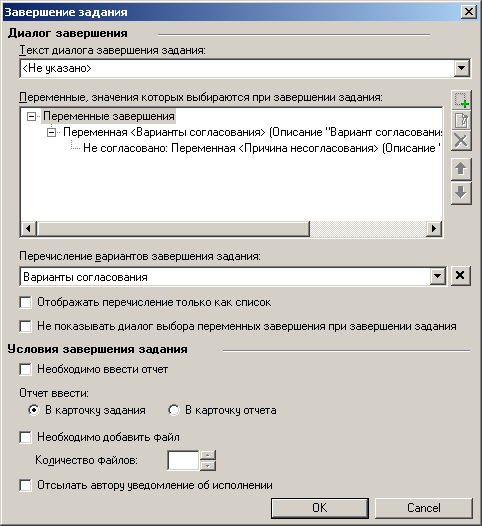 Завершение задания
Диалог завершения
Текст диалога завершения задания:
<Не указано>
Переменные, значения которых выбираются при завершении задания:
Переменные завершения
Переменная <Варианты согласования> (Описание "Вариант согласования
Не согласовано: Переменная <Причина несогласования> (Описание "
Перечисление вариантов завершения задания:
Варианты согласования
Отображать перечисление только как список
Не показывать диалог выбора переменных завершения при завершении задания
Условия завершения задания
Необходимо ввести отчет
Отчет ввести:
В карточку задания В карточку отчета
Необходимо добавить файл
Количество файлов:
Отсылать автору уведомление об исполнении
OK Cancel